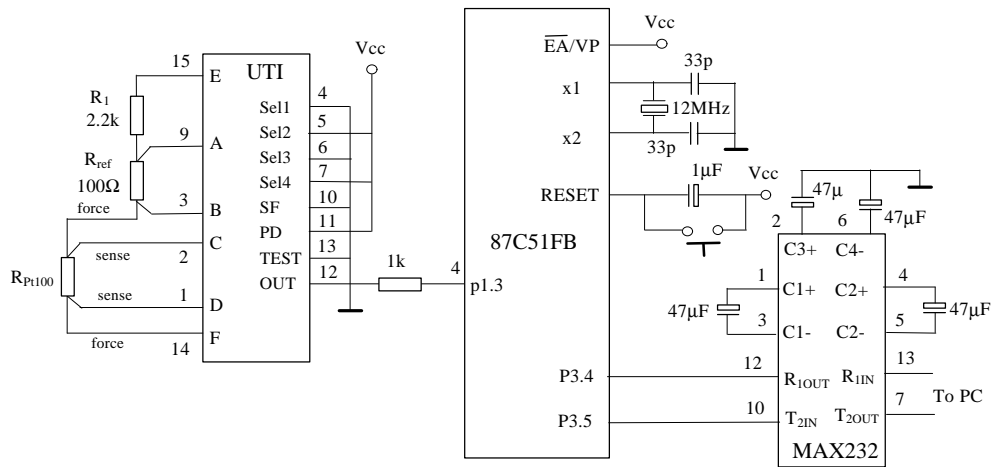 15
E
UTI
R1
2.2k
9
A
Rref
100Ω
3
B
force
C
sense
2
RPt100
sense
1
D
F
force
14
Sel1
4
Sel2
5
Sel3
6
Sel4
7
SF
10
PD
11
TEST
13
OUT
12
Vcc
1k
4
p1.3
87C51FB
EA/VP
Vcc
x1
33p
12MHz
x2
33p
RESET
1μF
Vcc
P3.4
P3.5
47μ
2
6
47μF
C3+
C4-
1
C1+
C2+
4
47μF
47μF
3
C1-
C2-
5
12
R1OUT
R1IN
13
10
T2IN
T2OUT
7
To PC
MAX232